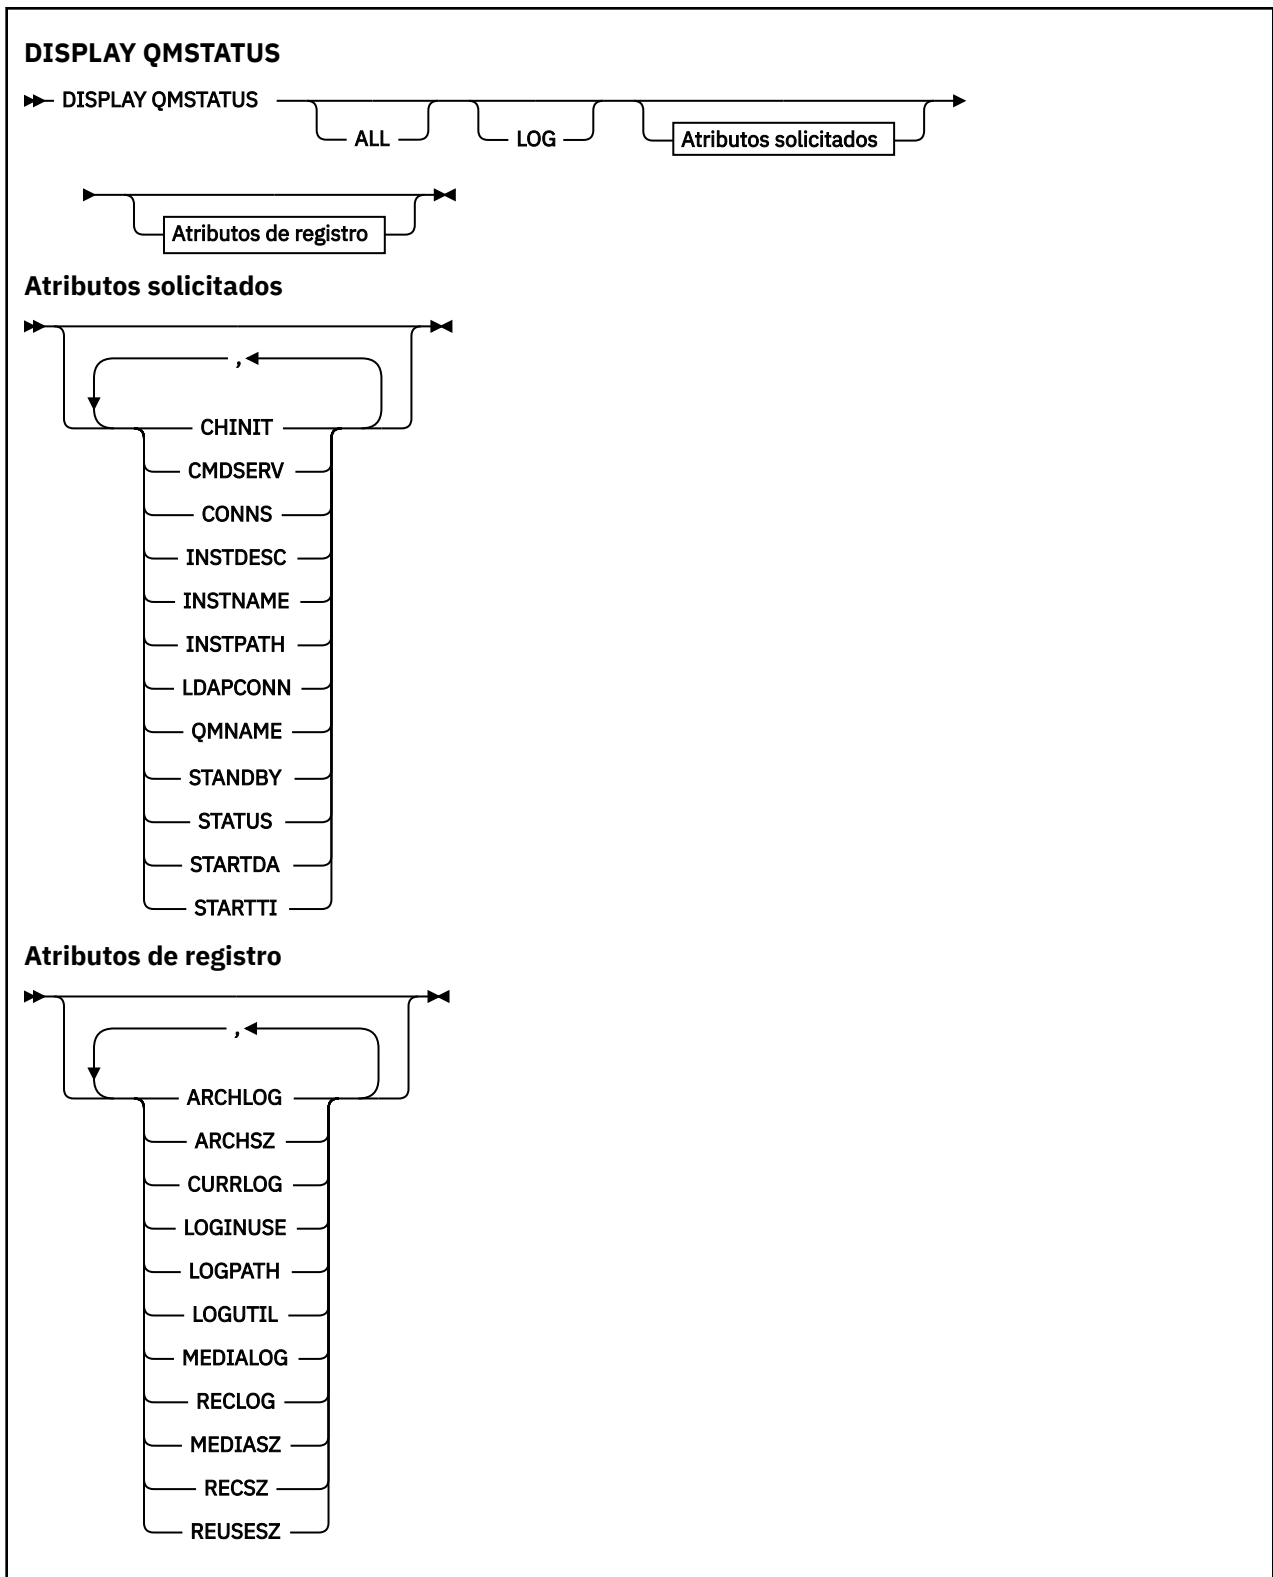 DISPLAY QMSTATUS
DISPLAY QMSTATUS
ALL
LOG
Atributos solicitados
Atributos de registro
Atributos solicitados
,
CHINIT
CMDSERV
CONNS
INSTDESC
INSTNAME
INSTPATH
LDAPCONN
QMNAME
STANDBY
STATUS
STARTDA
STARTTI
Atributos de registro
,
ARCHLOG
ARCHSZ
CURRLOG
LOGINUSE
LOGPATH
LOGUTIL
MEDIALOG
RECLOG
MEDIASZ
RECSZ
REUSESZ